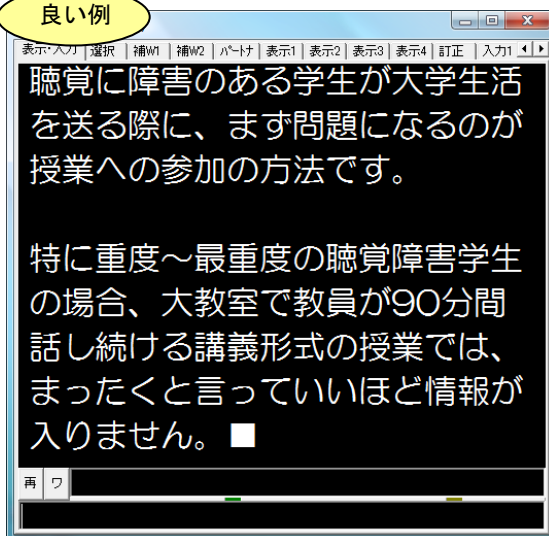 良い例
表示・入力 選択 補W1 補W2 パートナ 表示1 表示2 表示3 表示4 訂正 入力1
聴覚に障害のある学生が大学生活
を送る際に、まず問題になるのが
授業への参加の方法です。
特に重度～最重度の聴覚障害学生
の場合、大教室で教員が90分間
話し続ける講義形式の授業では、
まったくと言っていいほど情報が
入りません。■
再 ワ